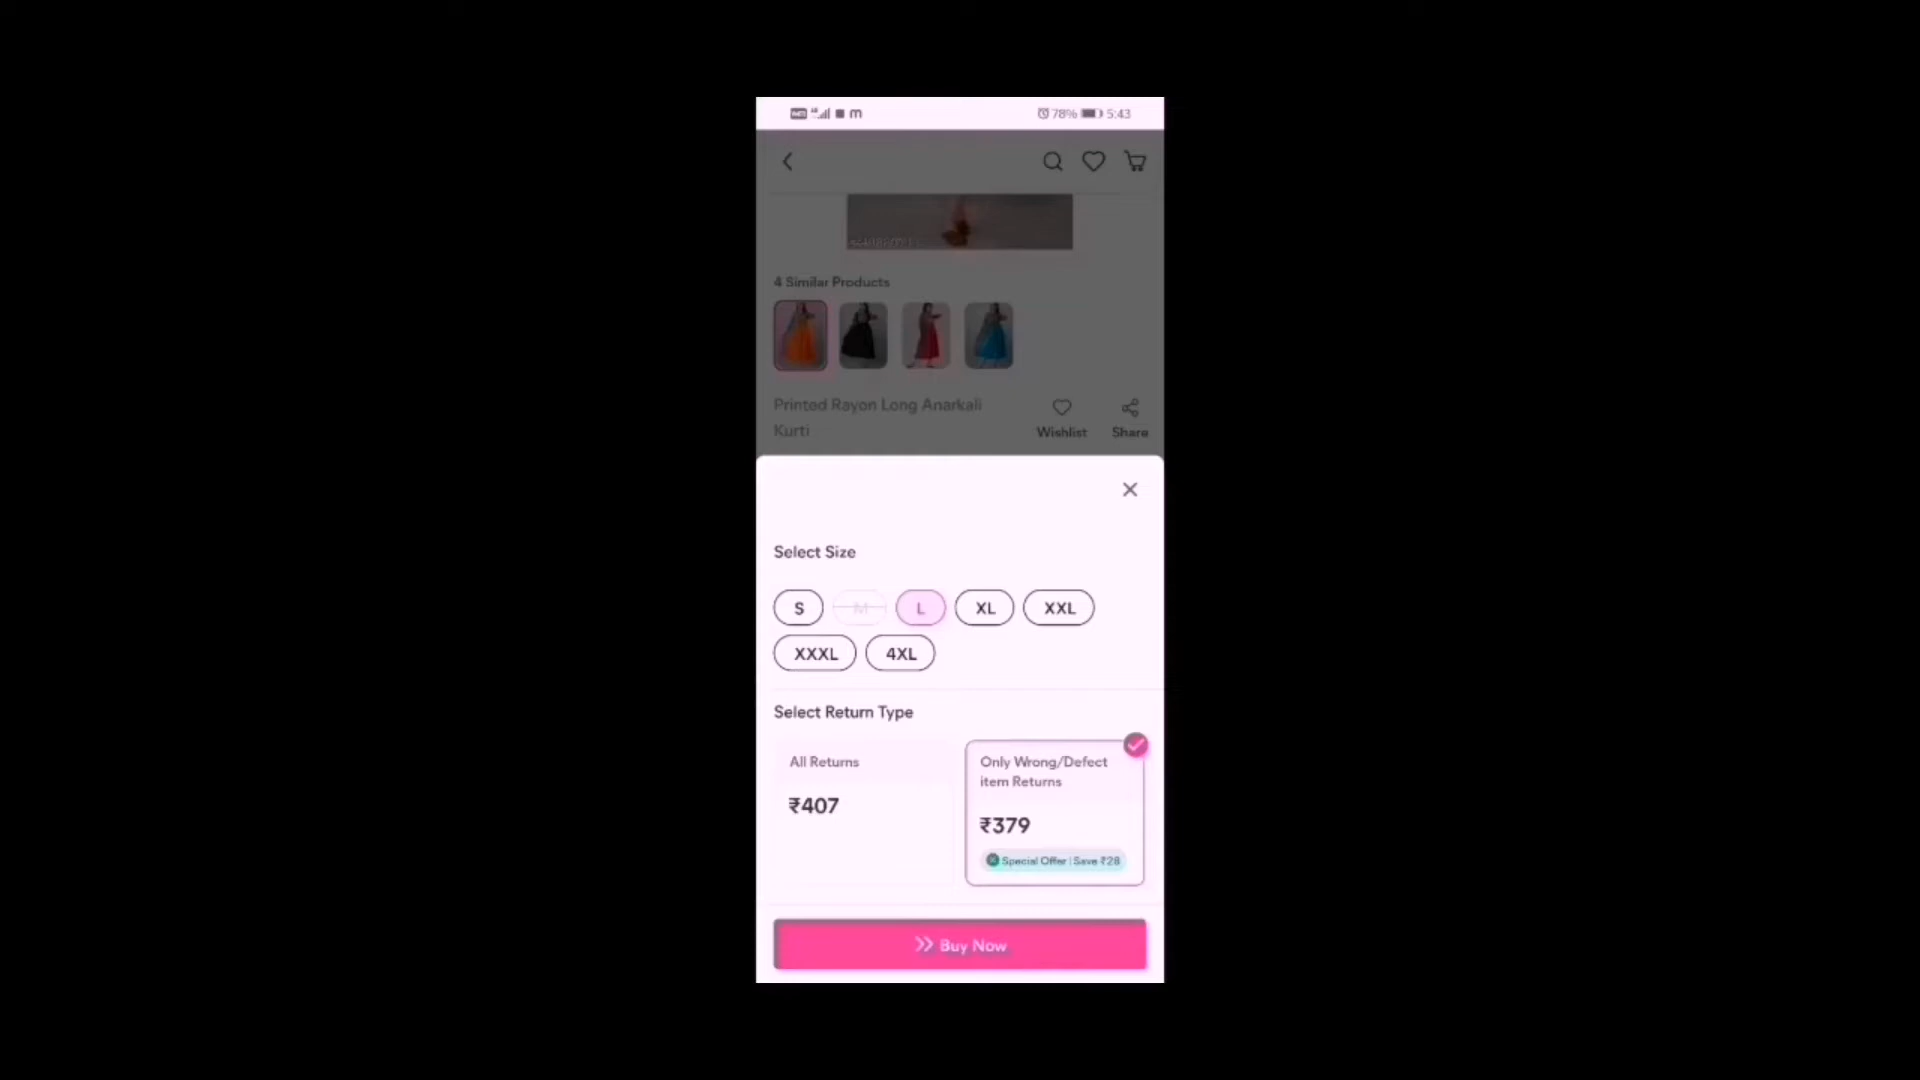 78% 5:43
4 Similar Products
Printed Rayon Long Anarkali
Kurti
Wishlist
Share
Select Size
S M L XL XXL
XXXL 4XL
Select Return Type
All Returns
₹407
Only Wrong/Defect
item Returns
₹379
Special Offer | Save ₹28
Buy Now